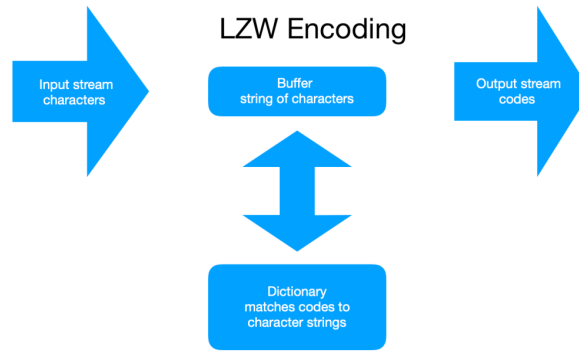 LZW Encoding
Input stream
characters
Buffer
string of characters
Output stream
codes
Dictionary
matches codes to
character strings